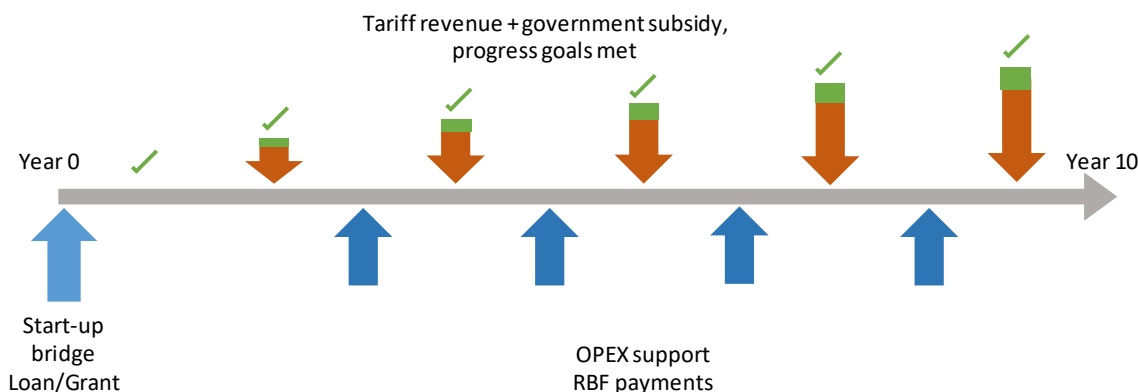 Tariff revenue + government subsidy,
progress goals met
Year 0
Year 10
Start-up
bridge
Loan/Grant
OPEX support
RBF payments